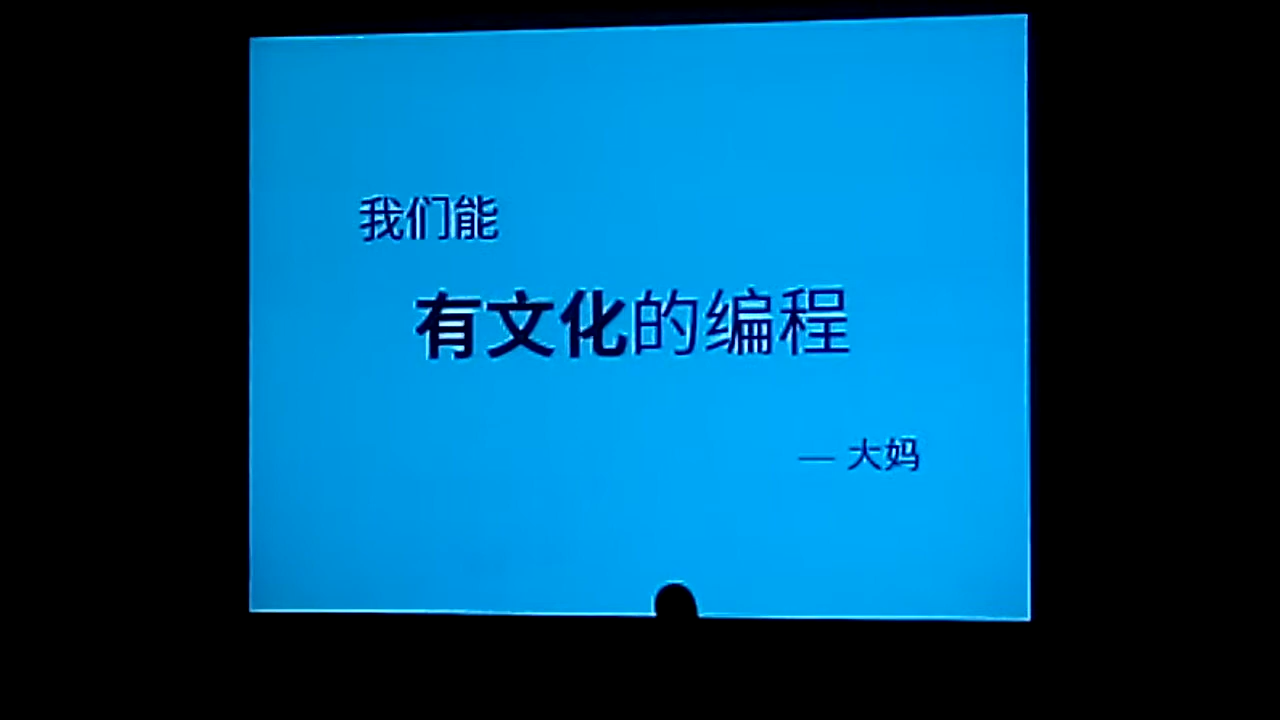 我们能
有文化的编程
— 大妈